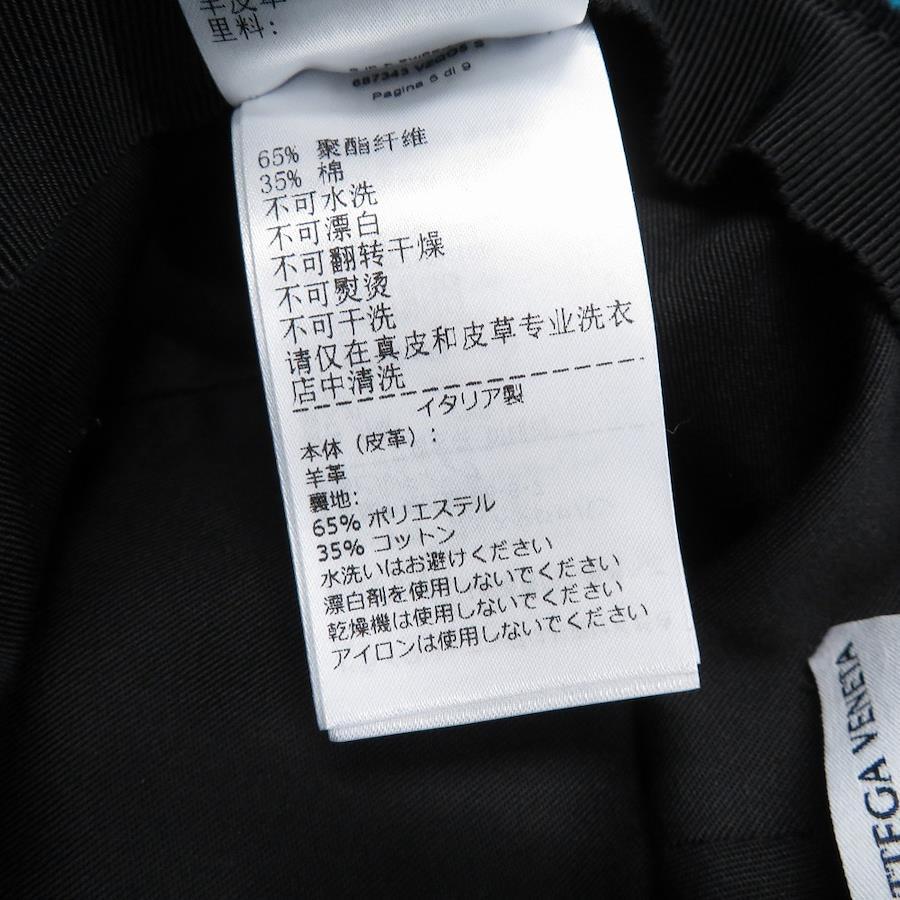 羊皮革
里料:
687343
Pagina 6 di 9
65% 聚酯纤维
35% 棉
不可水洗
不可漂白
不可翻转干燥
不可熨烫
不可干洗
请仅在真皮和皮草专业洗衣
店中清洗
イタリア製
本体（皮革）:
羊革
裏地:
65% ポリエステル
35% コットン
水洗いはお避けください
漂白剤を使用しないでください
乾燥機は使用しないでください
アイロンは使用しないでください
TTEGA VENETA